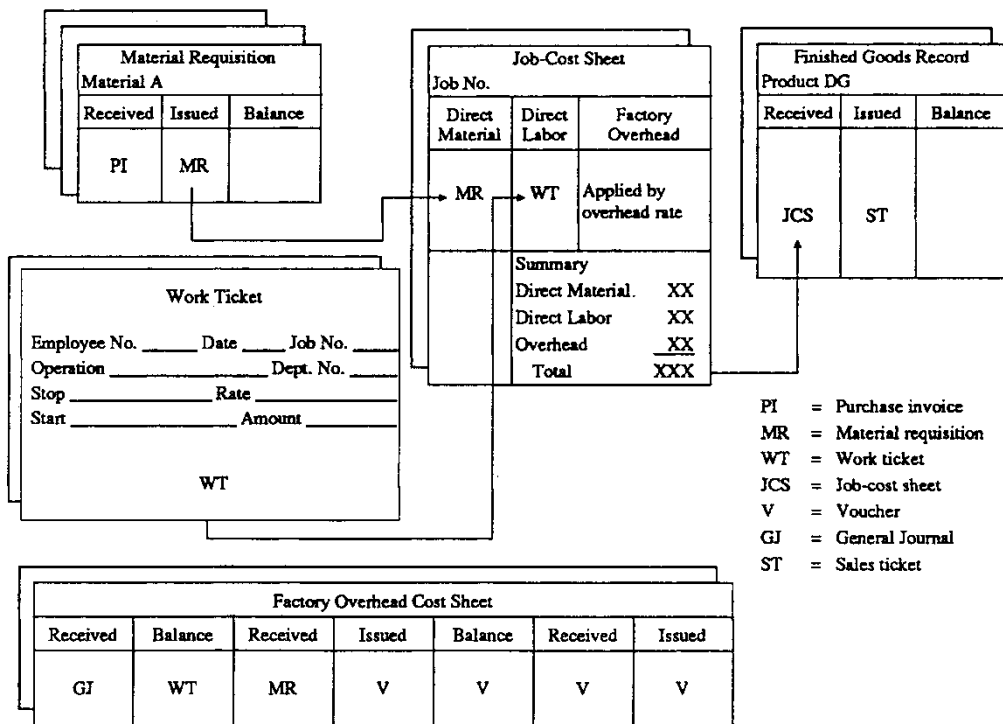 Material Requisition
Material A
Received Issued Balance
PI MR
Job-Cost Sheet
Job No.
Direct Material Direct Labor Factory Overhead
MR WT Applied by overhead rate
Summary
Direct Material. XX
Direct Labor XX
Overhead XX
Total XXX
Finished Goods Record
Product DG
Received Issued Balance
JCS ST
Work Ticket
Employee No. ______ Date ____ Job No. ____
Operation ______________ Dept. No. ____
Stop __________ Rate ____________
Start __________ Amount __________
WT
PI = Purchase invoice
MR = Material requisition
WT = Work ticket
JCS = Job-cost sheet
V = Voucher
GJ = General Journal
ST = Sales ticket
Factory Overhead Cost Sheet
Received Balance Received Issued Balance Received Issued
GJ WT MR V V V V